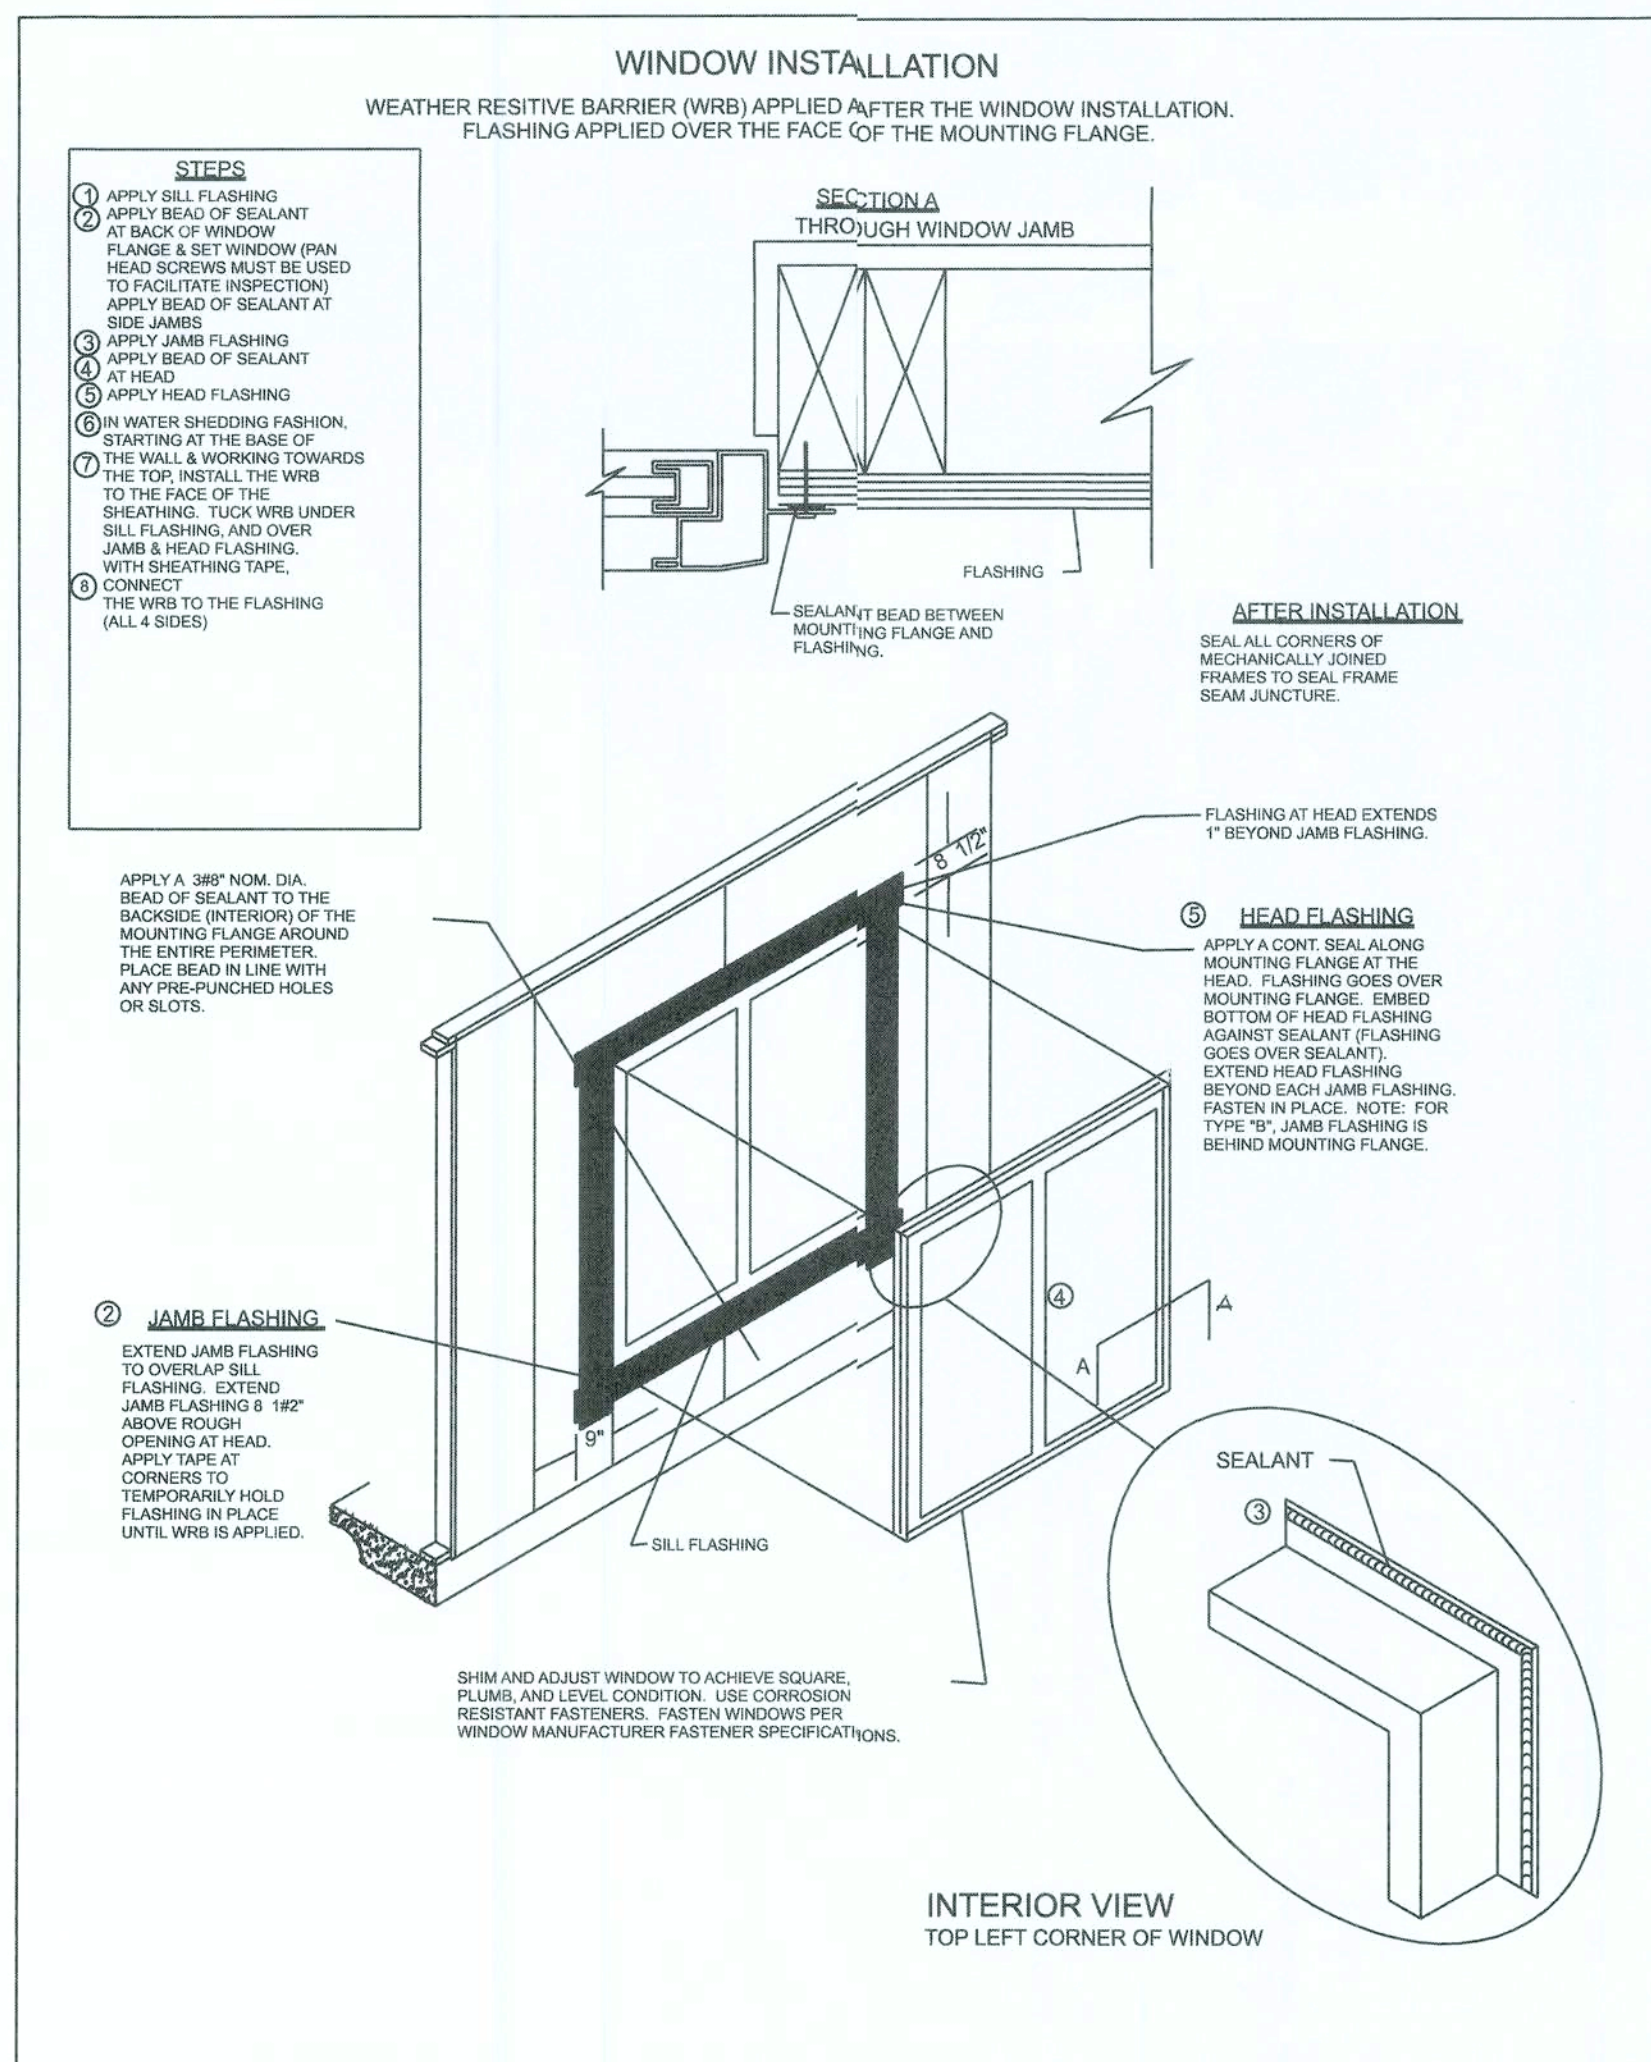 WINDOW INSTALLATION
WEATHER RESITIVE BARRIER (WRB) APPLIED AFTER THE WINDOW INSTALLATION.
FLASHING APPLIED OVER THE FACE OF THE MOUNTING FLANGE.
STEPS
1 APPLY SILL FLASHING
2 APPLY BEAD OF SEALANT
AT BACK OF WINDOW
FLANGE & SET WINDOW (PAN
HEAD SCREWS MUST BE USED
TO FACILITATE INSPECTION)
APPLY BEAD OF SEALANT AT
SIDE JAMBS
3 APPLY JAMB FLASHING
4 APPLY BEAD OF SEALANT
AT HEAD
5 APPLY HEAD FLASHING
6 IN WATER SHEDDING FASHION,
STARTING AT THE BASE OF
7 THE WALL & WORKING TOWARDS
THE TOP, INSTALL THE WRB
TO THE FACE OF THE
SHEATHING. TUCK WRB UNDER
SILL FLASHING, AND OVER
JAMB & HEAD FLASHING.
WITH SHEATHING TAPE,
8 CONNECT
THE WRB TO THE FLASHING
(ALL 4 SIDES)
SECTION A
THROUGH WINDOW JAMB
FLASHING
SEALANT BEAD BETWEEN
MOUNTING FLANGE AND
FLASHING.
AFTER INSTALLATION
SEAL ALL CORNERS OF
MECHANICALLY JOINED
FRAMES TO SEAL FRAME
SEAM JUNCTURE.
FLASHING AT HEAD EXTENDS
1" BEYOND JAMB FLASHING.
8 1/2"
APPLY A 3#8" NOM. DIA.
BEAD OF SEALANT TO THE
BACKSIDE (INTERIOR) OF THE
MOUNTING FLANGE AROUND
THE ENTIRE PERIMETER.
PLACE BEAD IN LINE WITH
ANY PRE-PUNCHED HOLES
OR SLOTS.
5 HEAD FLASHING
APPLY A CONT. SEAL ALONG
MOUNTING FLANGE AT THE
HEAD. FLASHING GOES OVER
MOUNTING FLANGE. EMBED
BOTTOM OF HEAD FLASHING
AGAINST SEALANT (FLASHING
GOES OVER SEALANT).
EXTEND HEAD FLASHING
BEYOND EACH JAMB FLASHING.
FASTEN IN PLACE. NOTE: FOR
TYPE "B", JAMB FLASHING IS
BEHIND MOUNTING FLANGE.
2 JAMB FLASHING
EXTEND JAMB FLASHING
TO OVERLAP SILL
FLASHING. EXTEND
JAMB FLASHING 8 1#2"
ABOVE ROUGH
OPENING AT HEAD.
APPLY TAPE AT
CORNERS TO
TEMPORARILY HOLD
FLASHING IN PLACE
UNTIL WRB IS APPLIED.
4
A
A
9"
SILL FLASHING
SEALANT
3
SHIM AND ADJUST WINDOW TO ACHIEVE SQUARE,
PLUMB, AND LEVEL CONDITION. USE CORROSION
RESISTANT FASTENERS. FASTEN WINDOWS PER
WINDOW MANUFACTURER FASTENER SPECIFICATIONS.
INTERIOR VIEW
TOP LEFT CORNER OF WINDOW